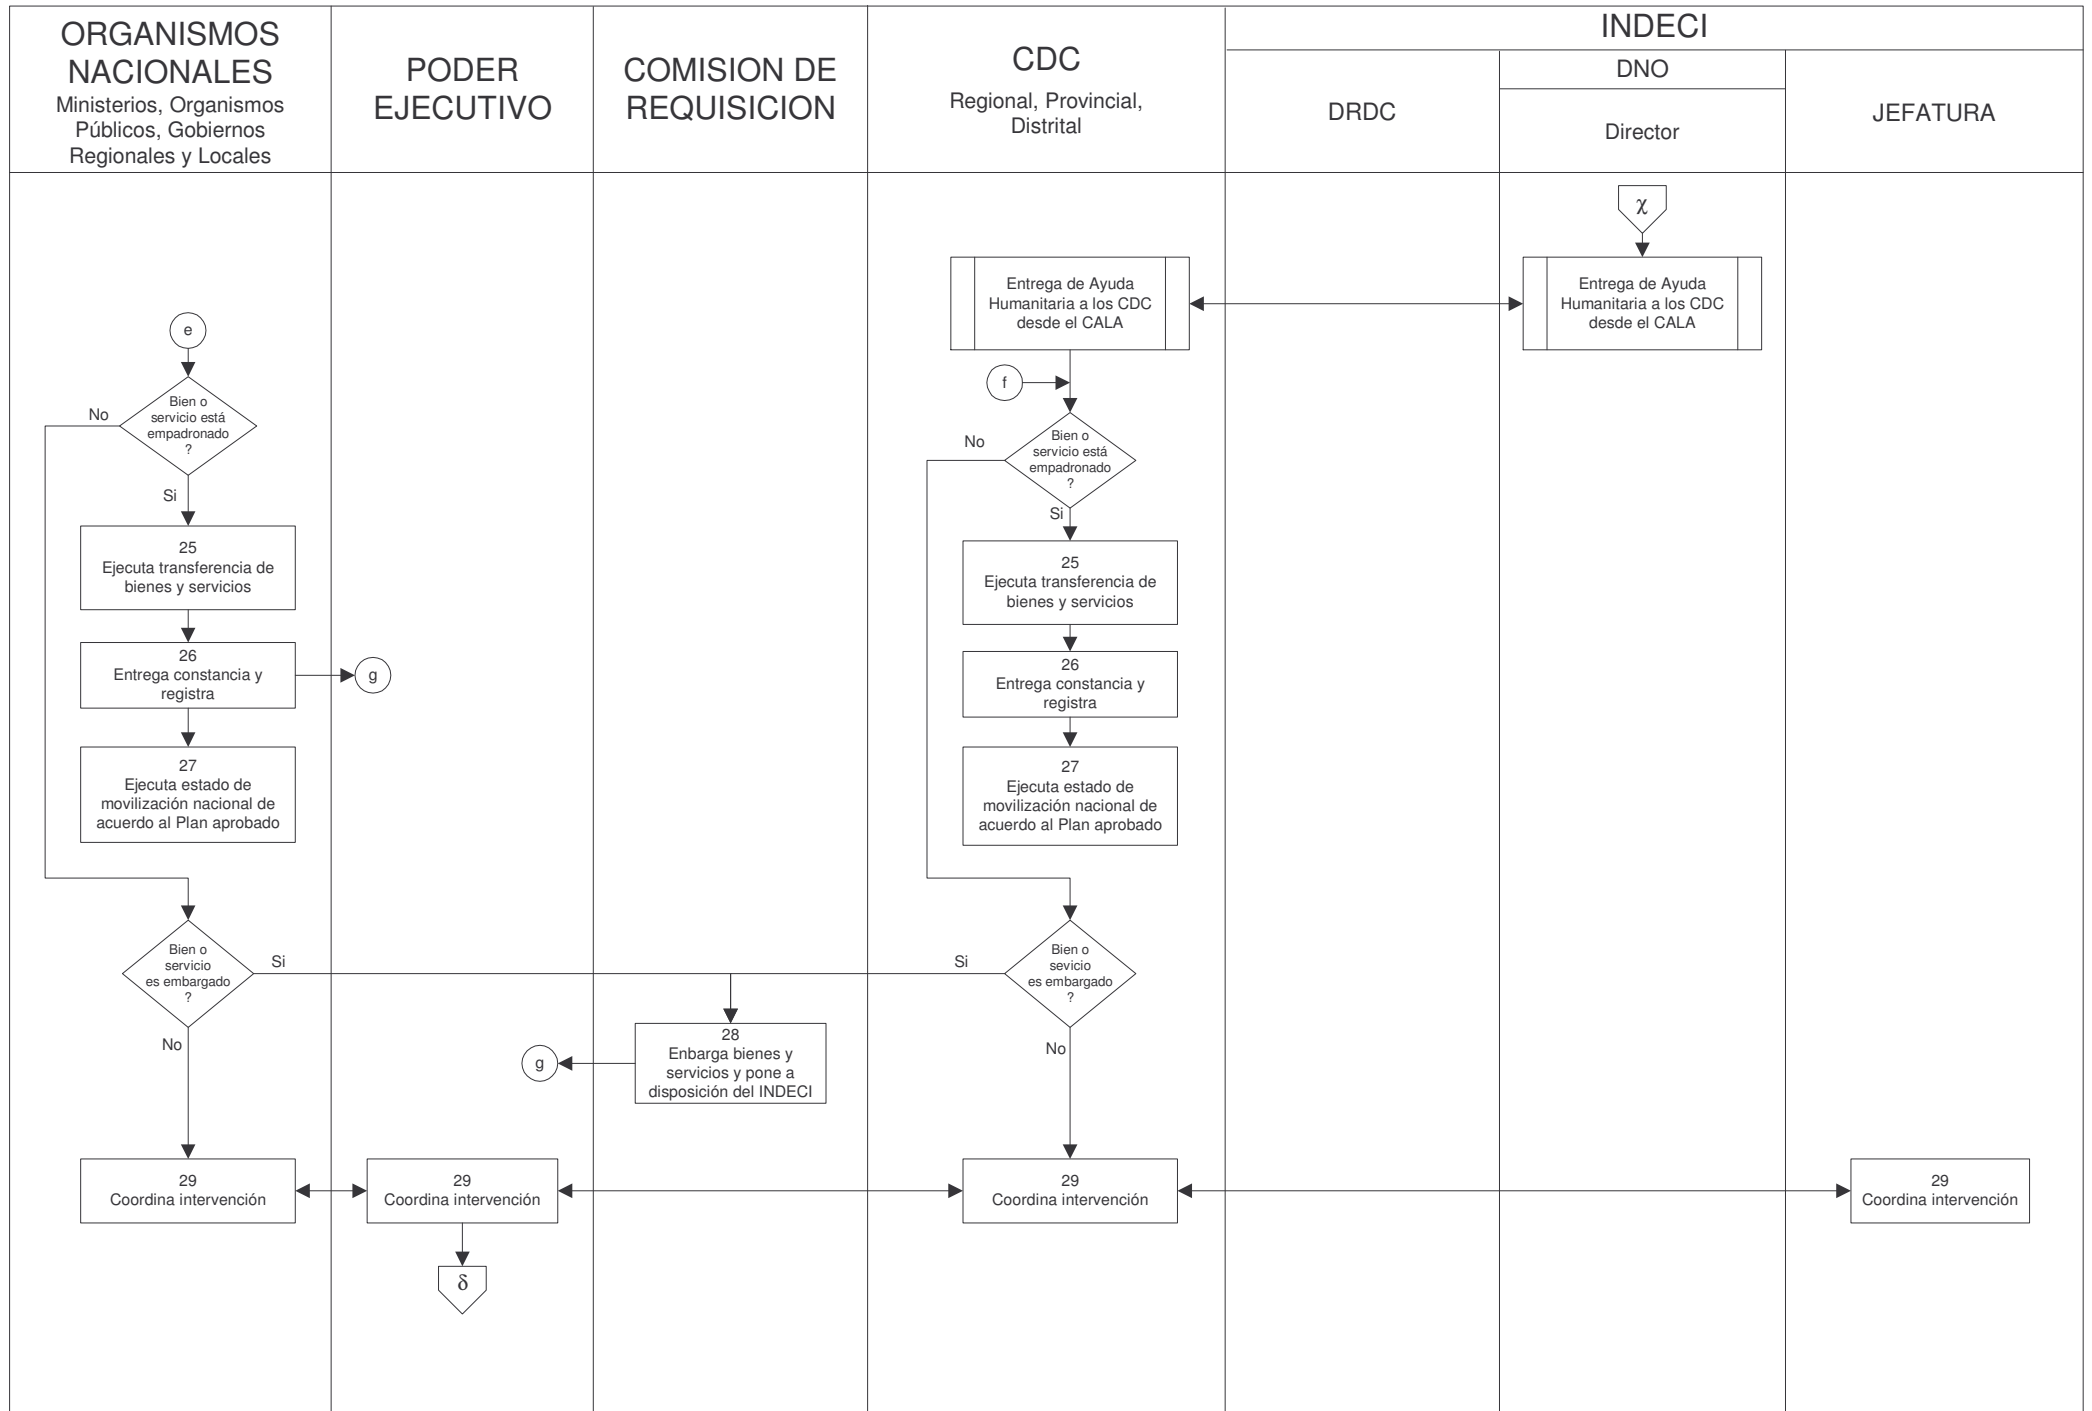 ORGANISMOS
NACIONALES
Ministerios, Organismos
Públicos, Gobiernos
Regionales y Locales
PODER
EJECUTIVO
COMISION DE
REQUISICION
CDC
Regional, Provincial,
Distrital
INDECI
DRDC
DNO
Director
JEFATURA
χ
Entrega de Ayuda
Humanitaria a los CDC
desde el CALA
Entrega de Ayuda
Humanitaria a los CDC
desde el CALA
e
f
Bien o
servicio está
empadronado
?
No
Si
Bien o
servicio está
empadronado
?
No
Si
25
Ejecuta transferencia de
bienes y servicios
25
Ejecuta transferencia de
bienes y servicios
26
Entrega constancia y
registra
g
26
Entrega constancia y
registra
27
Ejecuta estado de
movilización nacional de
acuerdo al Plan aprobado
27
Ejecuta estado de
movilización nacional de
acuerdo al Plan aprobado
Bien o
servicio
es embargado
?
Si
No
Si
Bien o
sevicio
es embargado
?
No
28
Enbarga bienes y
servicios y pone a
disposición del INDECI
g
29
Coordina intervención
29
Coordina intervención
29
Coordina intervención
29
Coordina intervención
δ